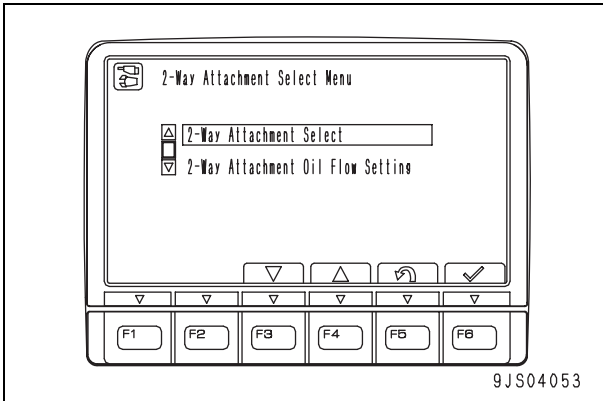 2-Way Attachment Select Menu
2-Way Attachment Select
2-Way Attachment Oil Flow Setting
F1 F2 F3 F4 F5 F6
9JS04053